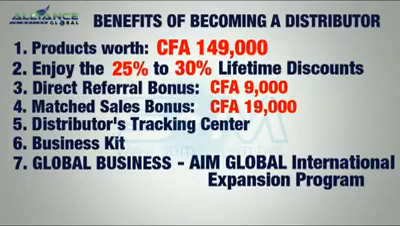 ALLIANCE
GLOBAL
BENEFITS OF BECOMING A DISTRIBUTOR
1. Products worth: CFA 149,000
2. Enjoy the 25% to 30% Lifetime Discounts
3. Direct Referral Bonus: CFA 9,000
4. Matched Sales Bonus: CFA 19,000
5. Distributor's Tracking Center
6. Business Kit
7. GLOBAL BUSINESS - AIM GLOBAL International
Expansion Program